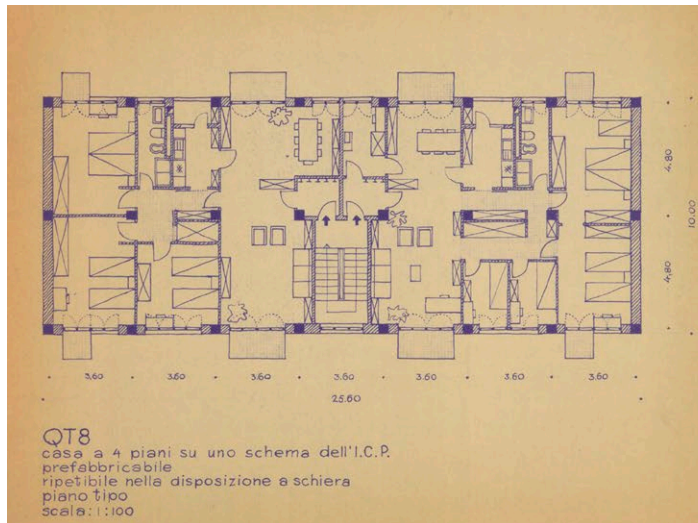 4,80
10.00
4,80
3.60 3.60 3.60 3.60 3.60 3.60 3.60
25.60
QT8
casa a 4 piani su uno schema dell'I.C.P.
prefabbricabile
ripetibile nella disposizione a schiera
piano tipo
scala:1:100